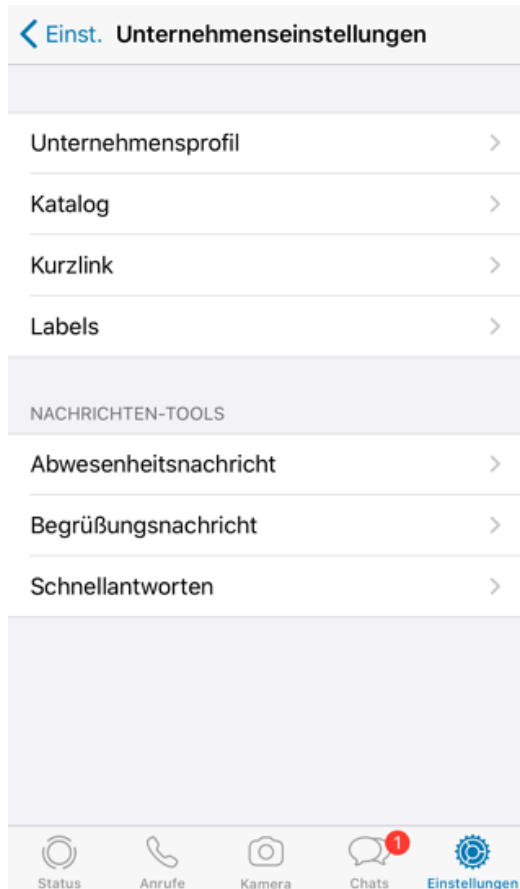 Einst. Unternehmenseinstellungen
Unternehmensprofil
Katalog
Kurzlink
Labels
NACHRICHTEN-TOOLS
Abwesenheitsnachricht
Begrüßungsnachricht
Schnellantworten
1
Status Anrufe Kamera Chats Einstellungen